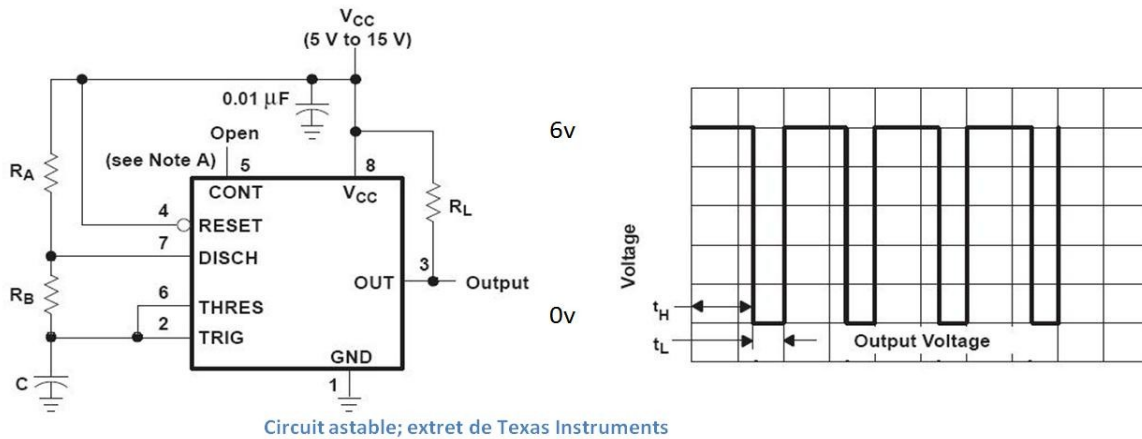 VCC
(5 V to 15 V)
0.01 μF
Open
(see Note A)
5
8
RA
CONT
VCC
RL
4
RESET
7
DISCH
3
OUT
Output
RB
6
THRES
2
TRIG
GND
C
1
6v
0v
Voltage
tH
tL
Output Voltage
Circuit astable; extret de Texas Instruments